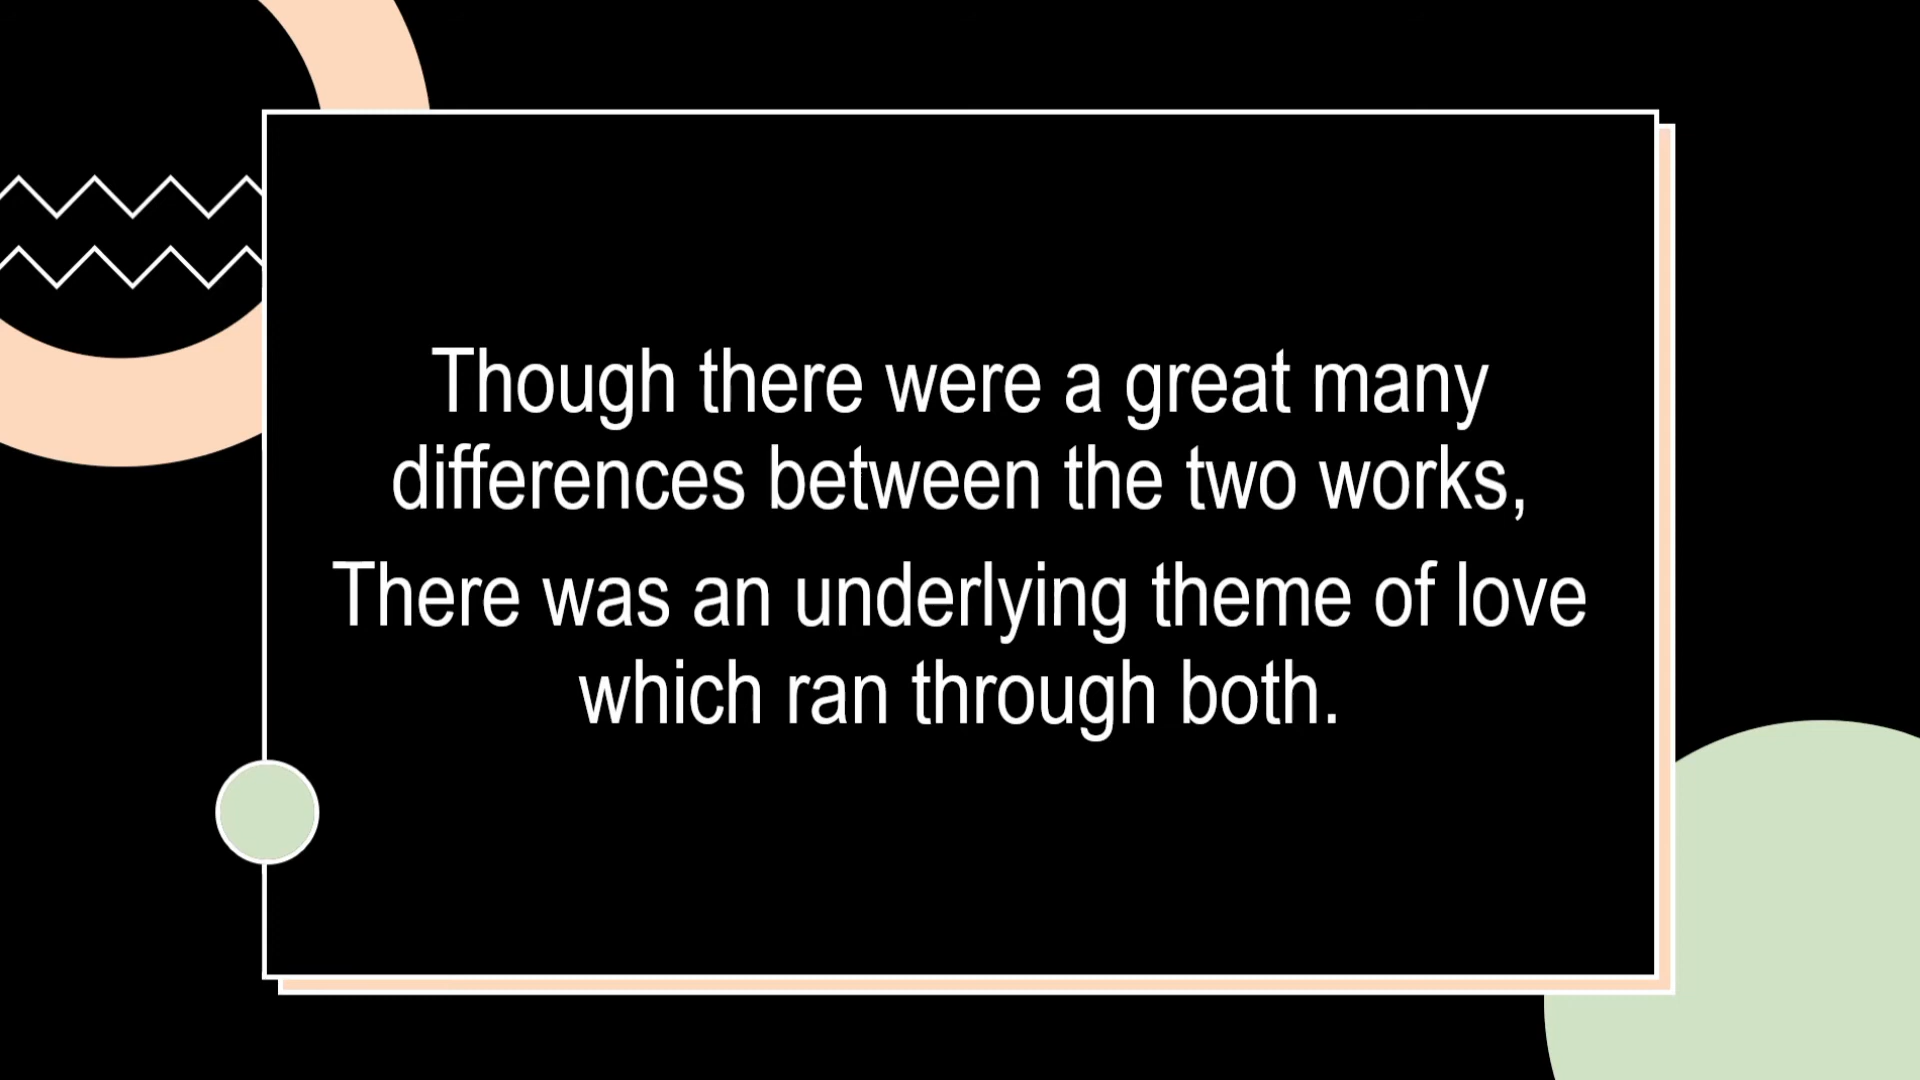 Though there were a great many
differences between the two works,
There was an underlying theme of love
which ran through both.